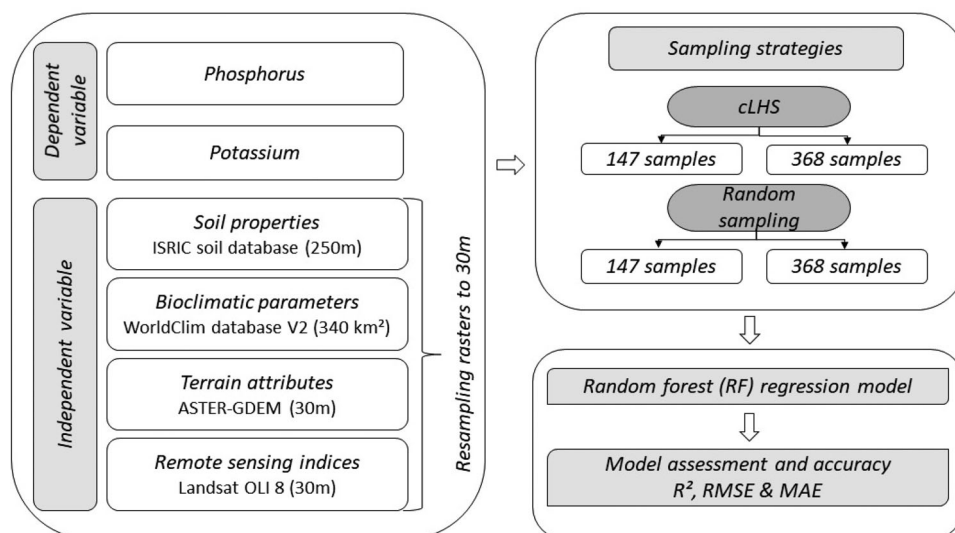 Dependent
variable
Phosphorus
Potassium
Independent variable
Soil properties
ISRIC soil database (250m)
Bioclimatic parameters
WorldClim database V2 (340 km²)
Terrain attributes
ASTER-GDEM (30m)
Remote sensing indices
Landsat OLI 8 (30m)
Resampling rasters to 30m
Sampling strategies
cLHS
147 samples
368 samples
Random
sampling
147 samples
368 samples
Random forest (RF) regression model
Model assessment and accuracy
R², RMSE & MAE